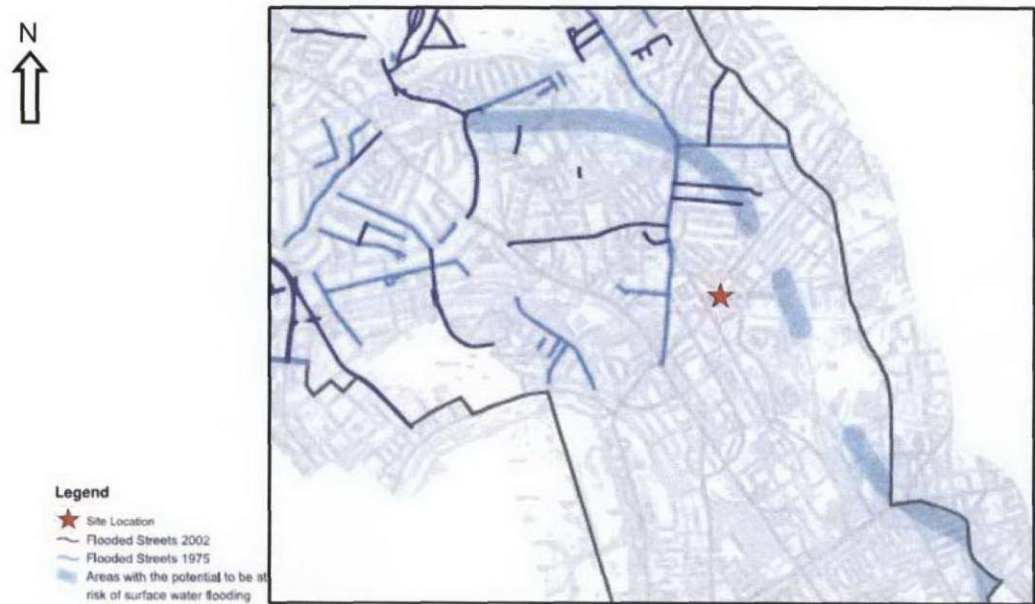 N
Legend
Site Location
Flooded Streets 2002
Flooded Streets 1975
Areas with the potential to be at
risk of surface water flooding